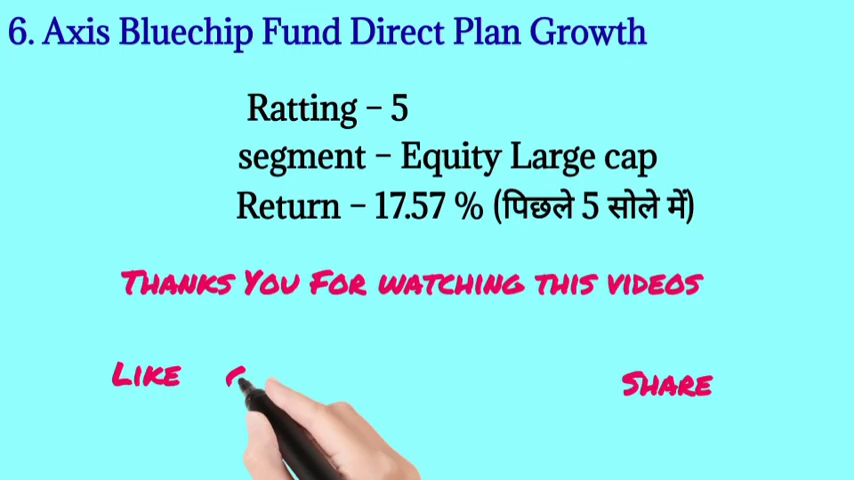 6. Axis Bluechip Fund Direct Plan Growth
Ratting - 5
segment - Equity Large cap
Return - 17.57 % (पिछले 5 सोले में)
THANKS YOU FOR WATCHING THIS VIDEOS
LIKE
SHARE